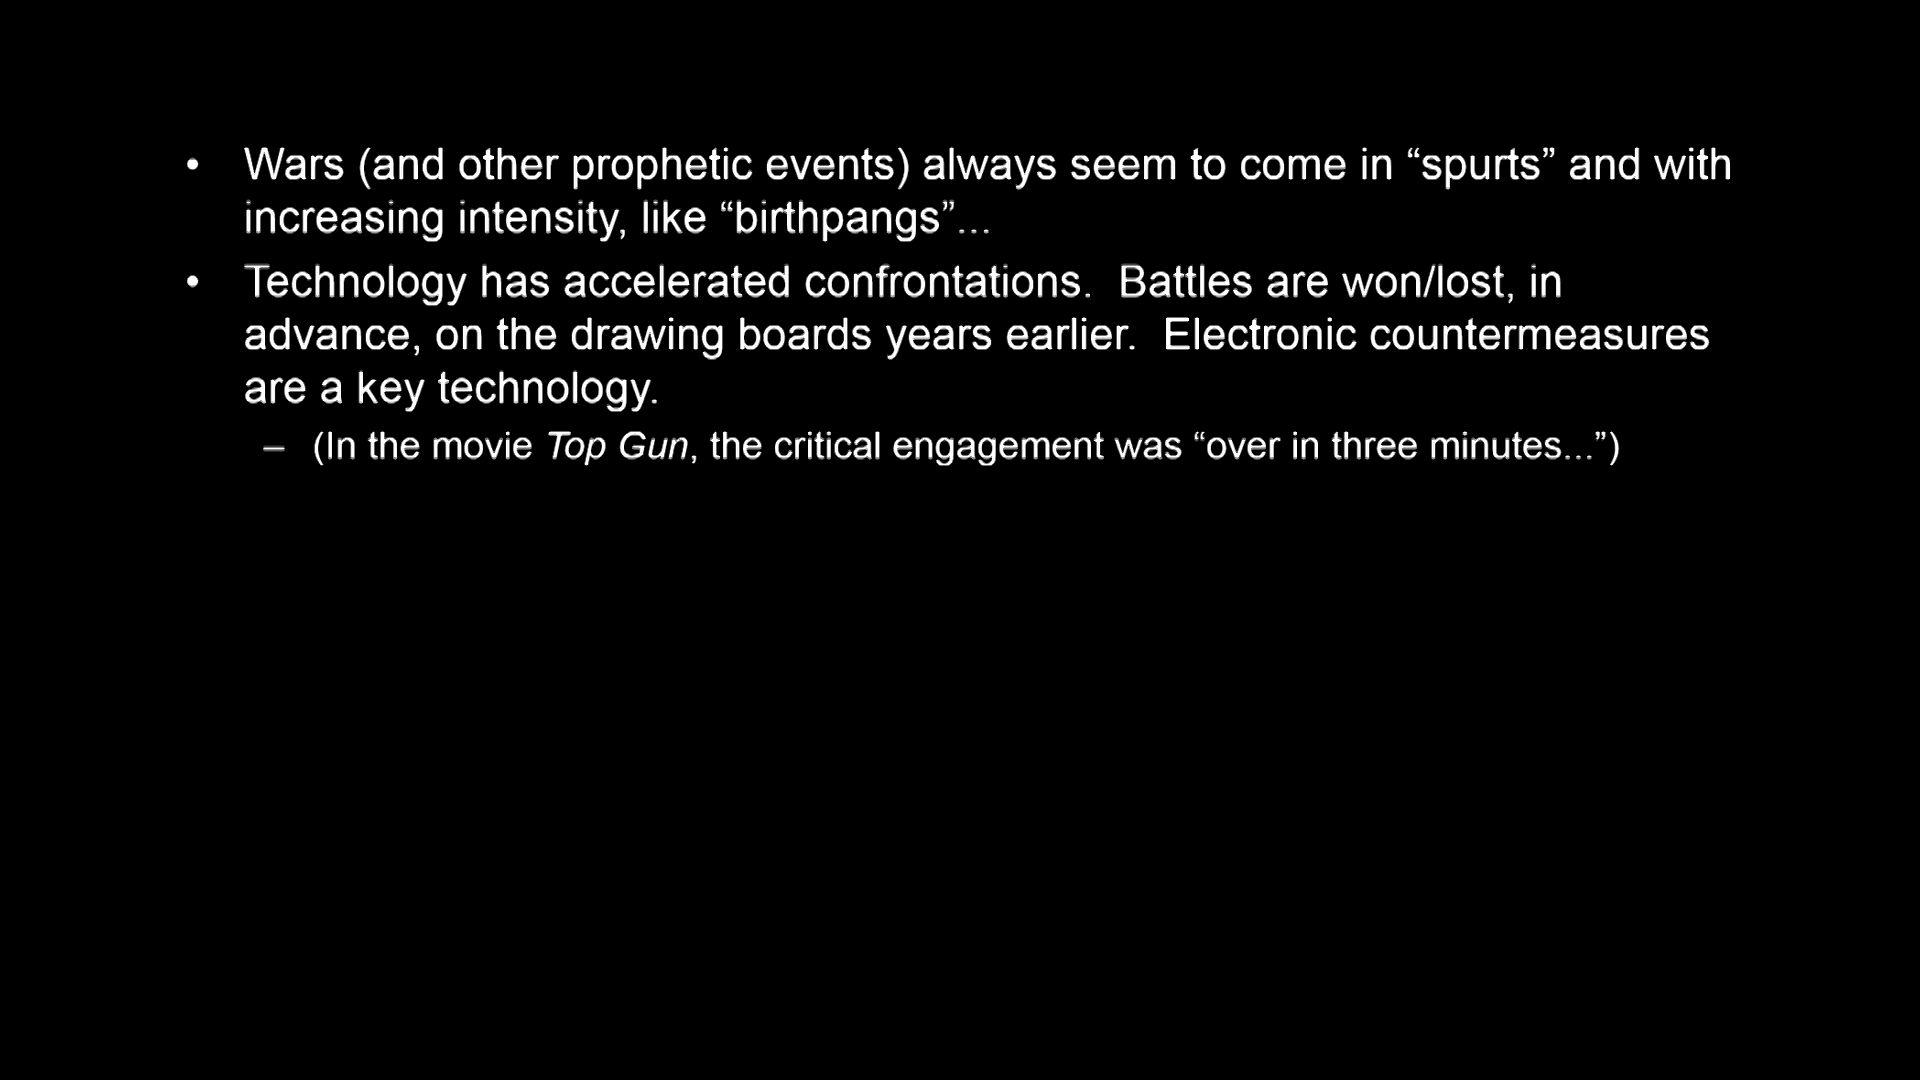 • Wars (and other prophetic events) always seem to come in “spurts” and with
increasing intensity, like “birthpangs”...
• Technology has accelerated confrontations.  Battles are won/lost, in
advance, on the drawing boards years earlier.  Electronic countermeasures
are a key technology.
– (In the movie Top Gun, the critical engagement was “over in three minutes...”)